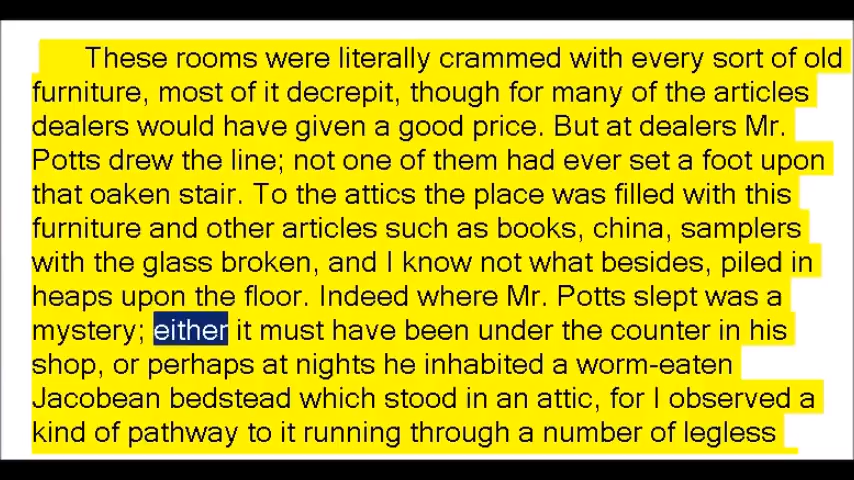 These rooms were literally crammed with every sort of old
furniture, most of it decrepit, though for many of the articles
dealers would have given a good price. But at dealers Mr.
Potts drew the line; not one of them had ever set a foot upon
that oaken stair. To the attics the place was filled with this
furniture and other articles such as books, china, samplers
with the glass broken, and I know not what besides, piled in
heaps upon the floor. Indeed where Mr. Potts slept was a
mystery; either it must have been under the counter in his
shop, or perhaps at nights he inhabited a worm-eaten
Jacobean bedstead which stood in an attic, for I observed a
kind of pathway to it running through a number of legless